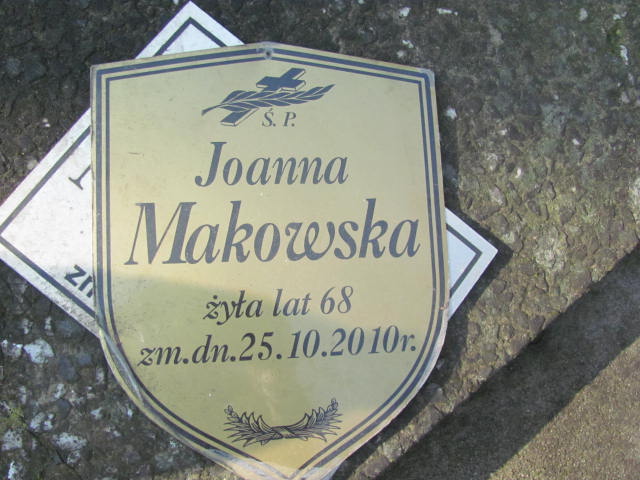 Ś. P.
Joanna
Makowska
żyła lat 68
zm.dn.25.10.2010r.